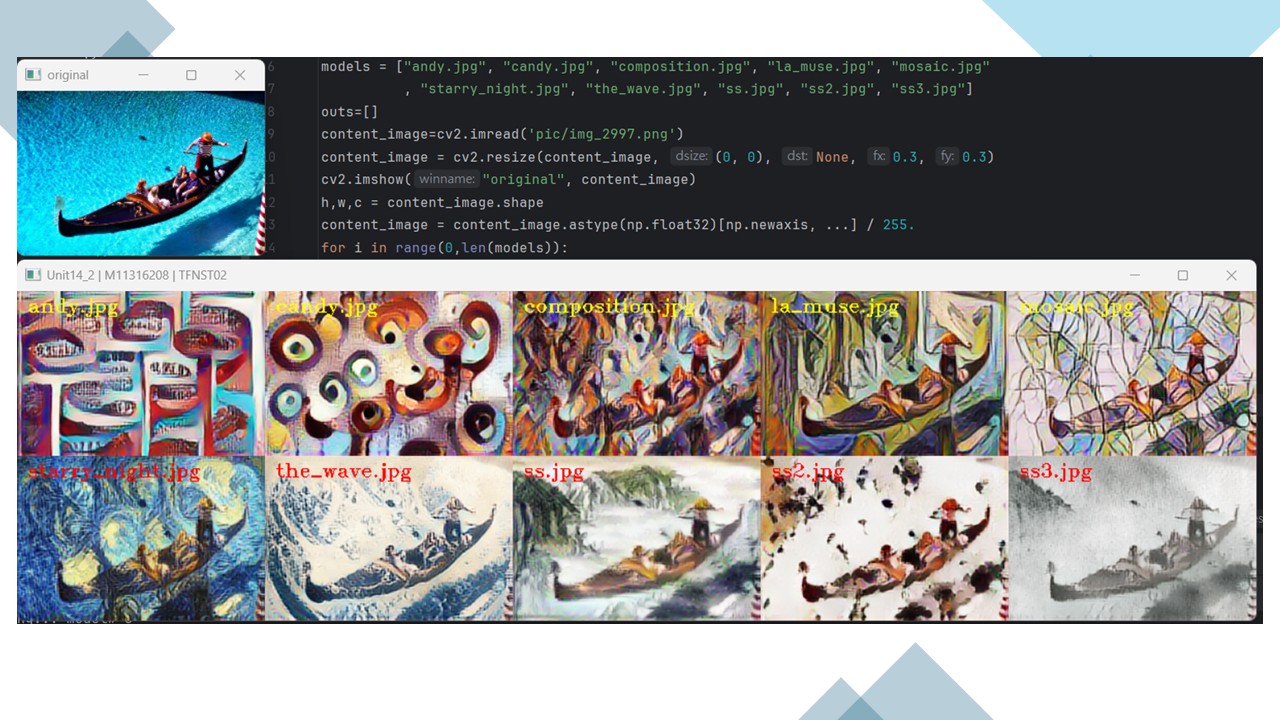 original
6 models = ["andy.jpg", "candy.jpg", "composition.jpg", "la_muse.jpg", "mosaic.jpg"
7 , "starry_night.jpg", "the_wave.jpg", "ss.jpg", "ss2.jpg", "ss3.jpg"]
8 outs=[]
9 content_image=cv2.imread('pic/img_2997.png')
0 content_image = cv2.resize(content_image, dsize: (0, 0), dst: None, fx: 0.3, fy: 0.3)
1 cv2.imshow( winname: "original", content_image)
2 h,w,c = content_image.shape
3 content_image = content_image.astype(np.float32)[np.newaxis, ...] / 255.
4 for i in range(0,len(models)):
Unit14_2 | M11316208 | TFNST02
andy.jpg candy.jpg composition.jpg la_muse.jpg mosaic.jpg
starry_night.jpg the_wave.jpg ss.jpg ss2.jpg ss3.jpg